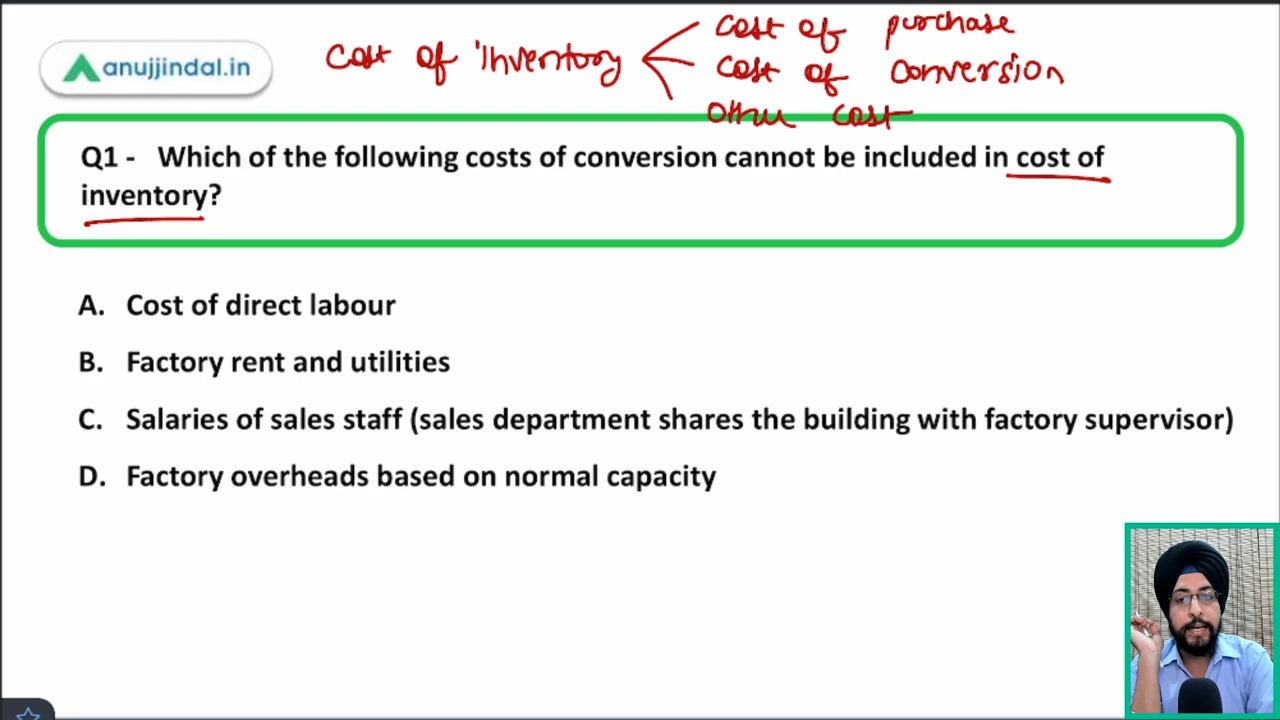 cost of purchase
anujjindal.in
cost of inventory
cost of conversion
other cost
Q1 - Which of the following costs of conversion cannot be included in cost of
inventory?
A. Cost of direct labour
B. Factory rent and utilities
C. Salaries of sales staff (sales department shares the building with factory supervisor)
D. Factory overheads based on normal capacity